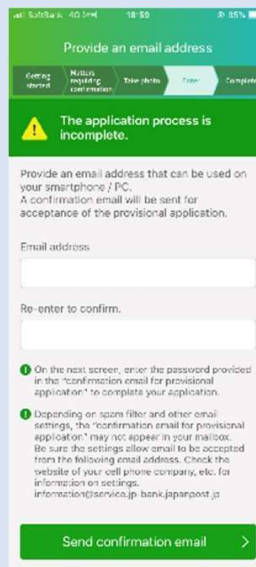 SoftBank 4G
18:59
85%
Provide an email address
Getting
started
Matters
requiring
confirmation
Take photo
Enter
Complete
The application process is
incomplete.
Provide an email address that can be used on
your smartphone / PC.
A confirmation email will be sent for
acceptance of the provisional application.
Email address
Re-enter to confirm.
On the next screen, enter the password provided
in the "confirmation email for provisional
application" to complete your application.
Depending on spam filter and other email
settings, the "confirmation email for provisional
application" may not appear in your mailbox.
Be sure the settings allow email to be accepted
from the following email address. Check the
website of your cell phone company, etc. for
information on settings.
information@service.jp-bank.japanpost.jp
Send confirmation email